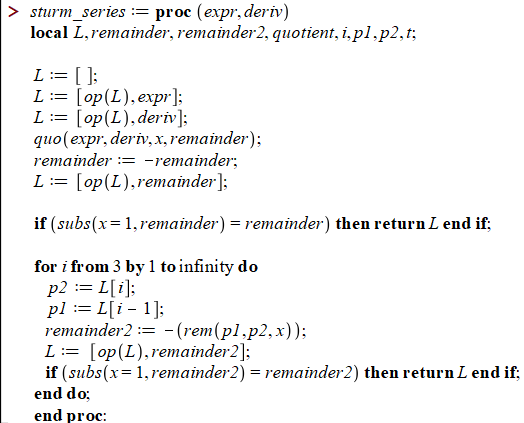 > sturm_series := proc (expr, deriv)
local L, remainder, remainder2, quotient, i, p1, p2, t;
L := [ ];
L := [op(L), expr];
L := [op(L), deriv];
quo(expr, deriv, x, remainder);
remainder := -remainder;
L := [op(L), remainder];
if (subs(x = 1, remainder) = remainder) then return L end if;
for i from 3 by 1 to infinity do
p2 := L[i];
p1 := L[i - 1];
remainder2 := -(rem(p1, p2, x));
L := [op(L), remainder2];
if (subs(x = 1, remainder2) = remainder2) then return L end if;
end do;
end proc: